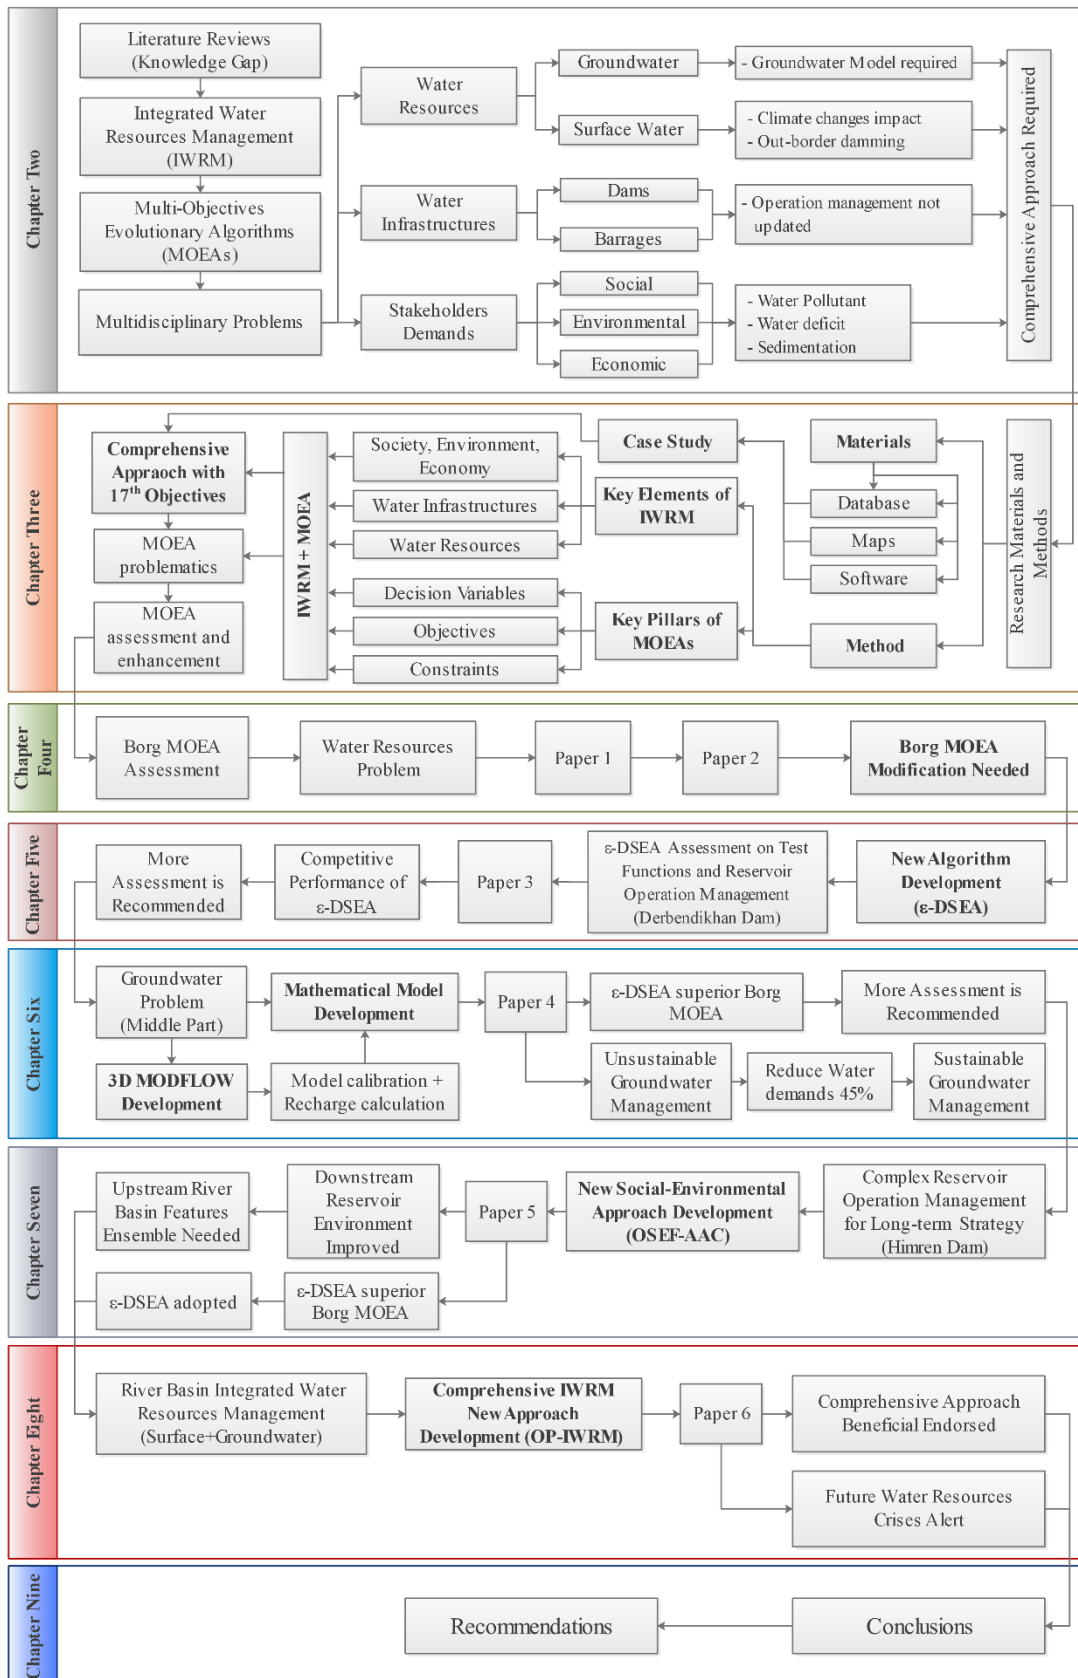 Chapter Two
Literature Reviews
(Knowledge Gap)
Integrated Water
Resources Management
(IWRM)
Multi-Objectives
Evolutionary Algorithms
(MOEAs)
Multidisciplinary Problems
Water
Resources
Water
Infrastructures
Stakeholders
Demands
Groundwater
Surface Water
Dams
Barrages
Social
Environmental
Economic
- Groundwater Model required
- Climate changes impact
- Out-border damming
- Operation management not
updated
- Water Pollutant
- Water deficit
- Sedimentation
Comprehensive Approach Required
Chapter Three
Comprehensive
Appraoch with
17th Objectives
MOEA
problematics
MOEA
assessment and
enhancement
IWRM + MOEA
Society, Environment,
Economy
Water Infrastructures
Water Resources
Decision Variables
Objectives
Constraints
Case Study
Key Elements of
IWRM
Key Pillars of
MOEAs
Materials
Database
Maps
Software
Method
Research Materials and
Methods
Chapter
Four
Borg MOEA
Assessment
Water Resources
Problem
Paper 1
Paper 2
Borg MOEA
Modification Needed
Chapter Five
More
Assessment is
Recommended
Competitive
Performance of
ε-DSEA
Paper 3
ε-DSEA Assessment on Test
Functions and Reservoir
Operation Management
(Derbendikhan Dam)
New Algorithm
Development
(ε-DSEA)
Chapter Six
Groundwater
Problem
(Middle Part)
Mathematical Model
Development
Paper 4
ε-DSEA superior Borg
MOEA
More Assessment is
Recommended
3D MODFLOW
Development
Model calibration +
Recharge calculation
Unsustainable
Groundwater
Management
Reduce Water
demands 45%
Sustainable
Groundwater
Management
Chapter Seven
Upstream River
Basin Features
Ensemble Needed
Downstream
Reservoir
Environment
Improved
Paper 5
New Social-Environmental
Approach Development
(OSEF-AAC)
Complex Reservoir
Operation Management
for Long-term Strategy
(Himren Dam)
ε-DSEA adopted
ε-DSEA superior
Borg MOEA
Chapter Eight
River Basin Integrated Water
Resources Management
(Surface+Groundwater)
Comprehensive IWRM
New Approach
Development (OP-IWRM)
Paper 6
Comprehensive Approach
Beneficial Endorsed
Future Water Resources
Crises Alert
Chapter Nine
Recommendations
Conclusions